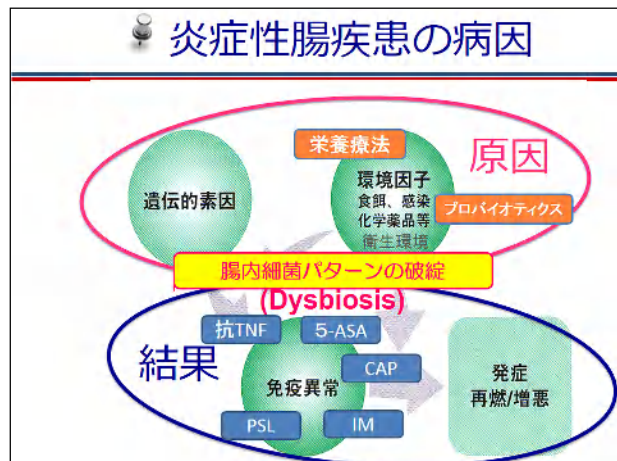 炎症性腸疾患の病因
栄養療法
原因
遺伝的素因
環境因子
食餌、感染
化学薬品等
衛生環境
プロバイオティクス
腸内細菌パターンの破綻
(Dysbiosis)
抗TNF
5-ASA
結果
CAP
免疫異常
発症
再燃/増悪
PSL
IM